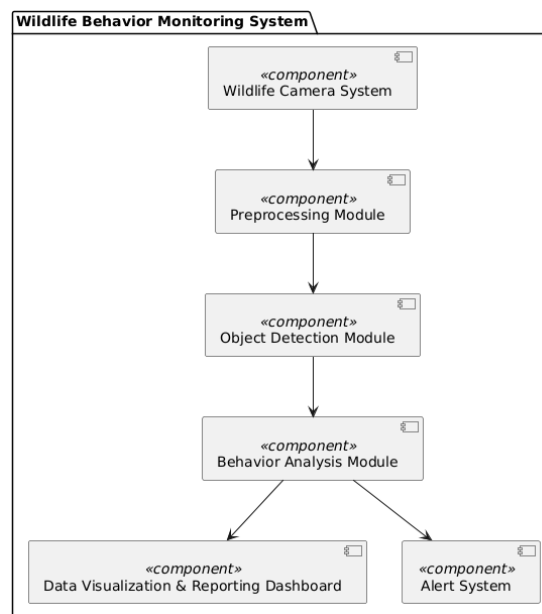 Wildlife Behavior Monitoring System
«component»
Wildlife Camera System
«component»
Preprocessing Module
«component»
Object Detection Module
«component»
Behavior Analysis Module
«component»
Data Visualization & Reporting Dashboard
«component»
Alert System